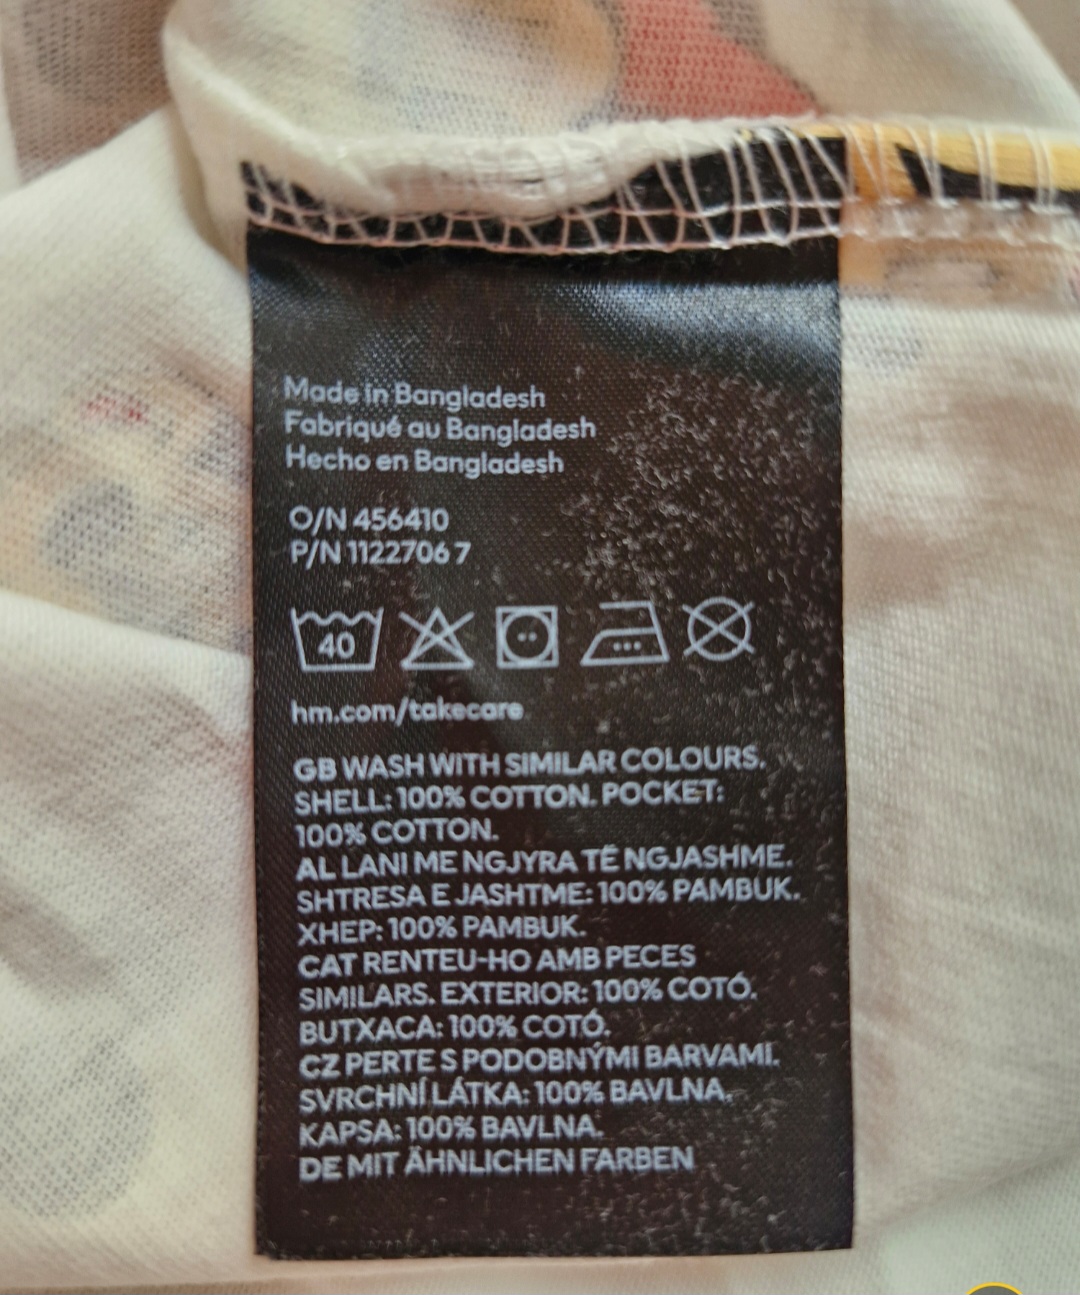 Made in Bangladesh
Fabriqué au Bangladesh
Hecho en Bangladesh
O/N 456410
P/N 11227067
40
hm.com/takecare
GB WASH WITH SIMILAR COLOURS.
SHELL: 100% COTTON. POCKET:
100% COTTON.
AL LANI ME NGJYRA TË NGJASHME.
SHTRESA E JASHTME: 100% PAMBUK.
XHEP: 100% PAMBUK.
CAT RENTEU-HO AMB PECES
SIMILARS. EXTERIOR: 100% COTÓ.
BUTXACA: 100% COTÓ.
CZ PERTE S PODOBNÝMI BARVAMI.
SVRCHNÍ LÁTKA: 100% BAVLNA.
KAPSA: 100% BAVLNA.
DE MIT ÄHNLICHEN FARBEN